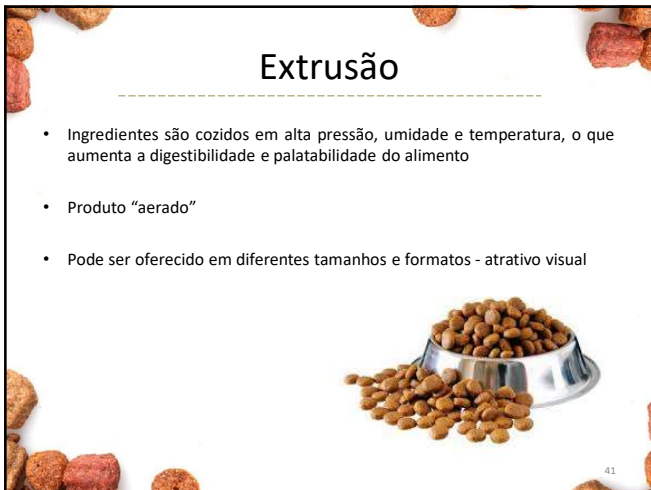 Extrusão
• Ingredientes são cozidos em alta pressão, umidade e temperatura, o que
aumenta a digestibilidade e palatabilidade do alimento
• Produto “aerado”
• Pode ser oferecido em diferentes tamanhos e formatos - atrativo visual
41